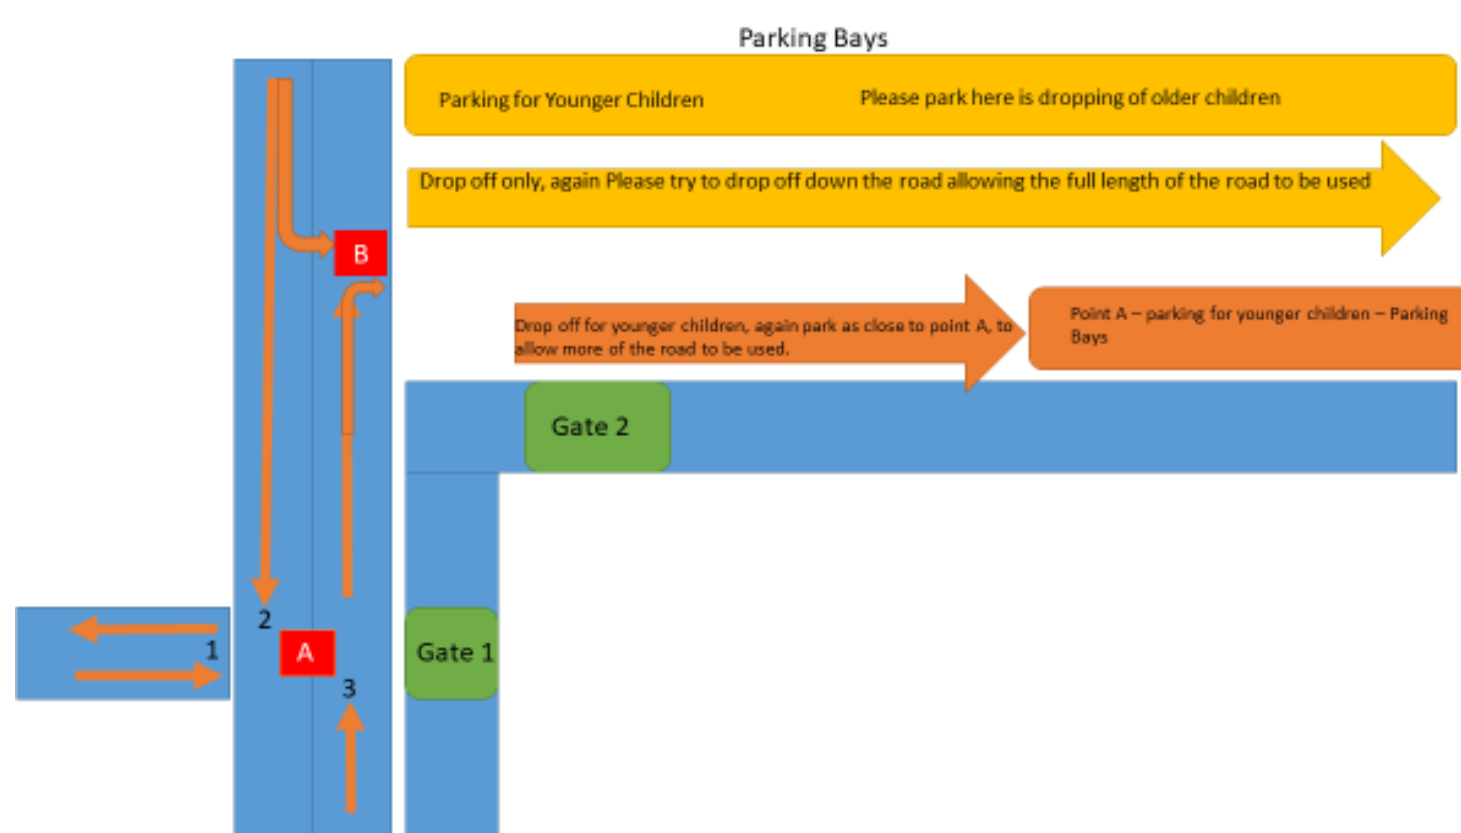 Parking Bays
Parking for Younger Children
Please park here is dropping of older children
Drop off only, again Please try to drop off down the road allowing the full length of the road to be used
B
Drop off for younger children, again park as close to point A, to
allow more of the road to be used.
Point A – parking for younger children – Parking
Bays
Gate 2
2
1
A
Gate 1
3